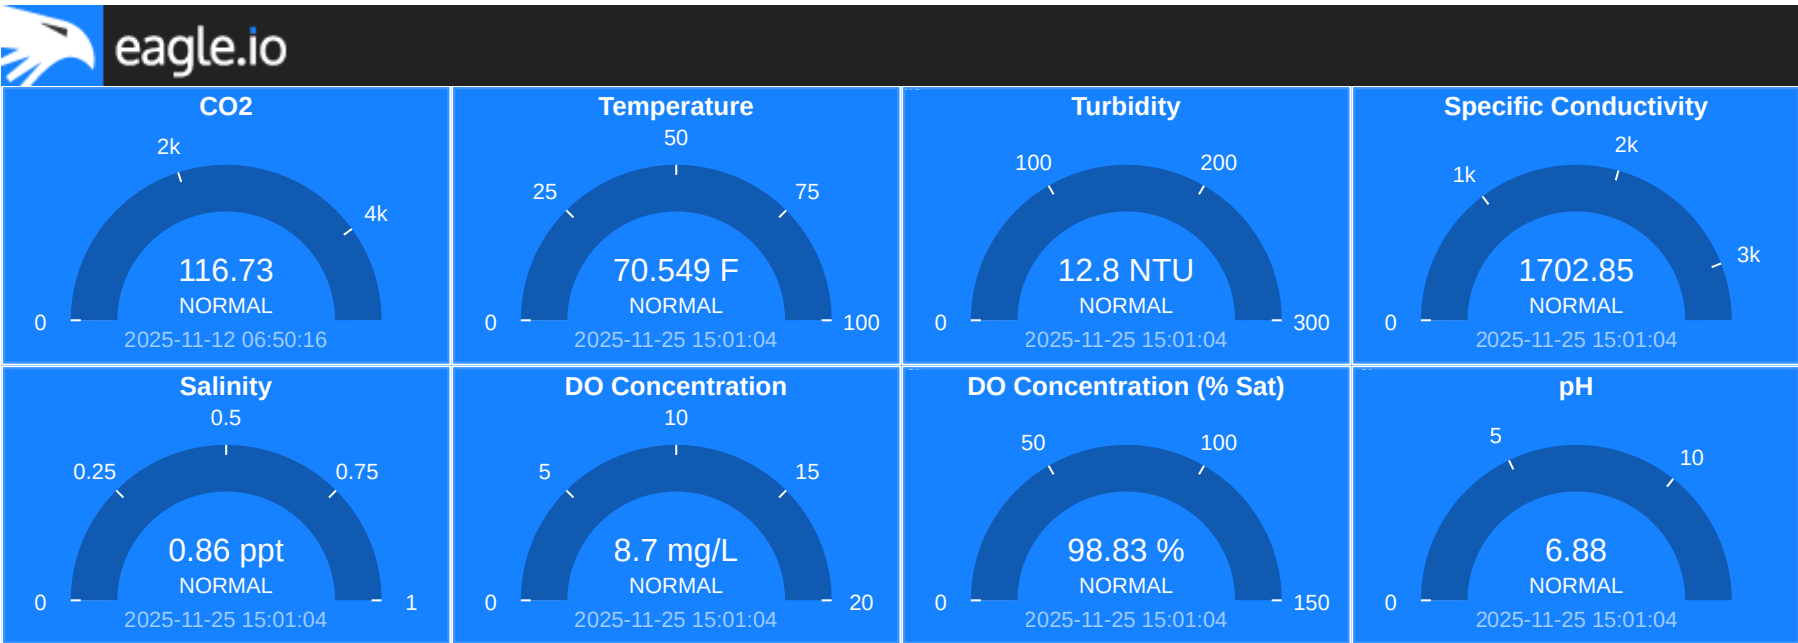 eagle.io
CO2
2k
4k
0
116.73
NORMAL
2025-11-12 06:50:16
Temperature
50
25
75
0
100
70.549 F
NORMAL
2025-11-25 15:01:04
Turbidity
100
200
0
300
12.8 NTU
NORMAL
2025-11-25 15:01:04
Specific Conductivity
2k
1k
3k
0
1702.85
NORMAL
2025-11-25 15:01:04
Salinity
0.5
0.25
0.75
0
1
0.86 ppt
NORMAL
2025-11-25 15:01:04
DO Concentration
10
5
15
0
20
8.7 mg/L
NORMAL
2025-11-25 15:01:04
DO Concentration (% Sat)
50
100
0
150
98.83 %
NORMAL
2025-11-25 15:01:04
pH
5
10
0
6.88
NORMAL
2025-11-25 15:01:04